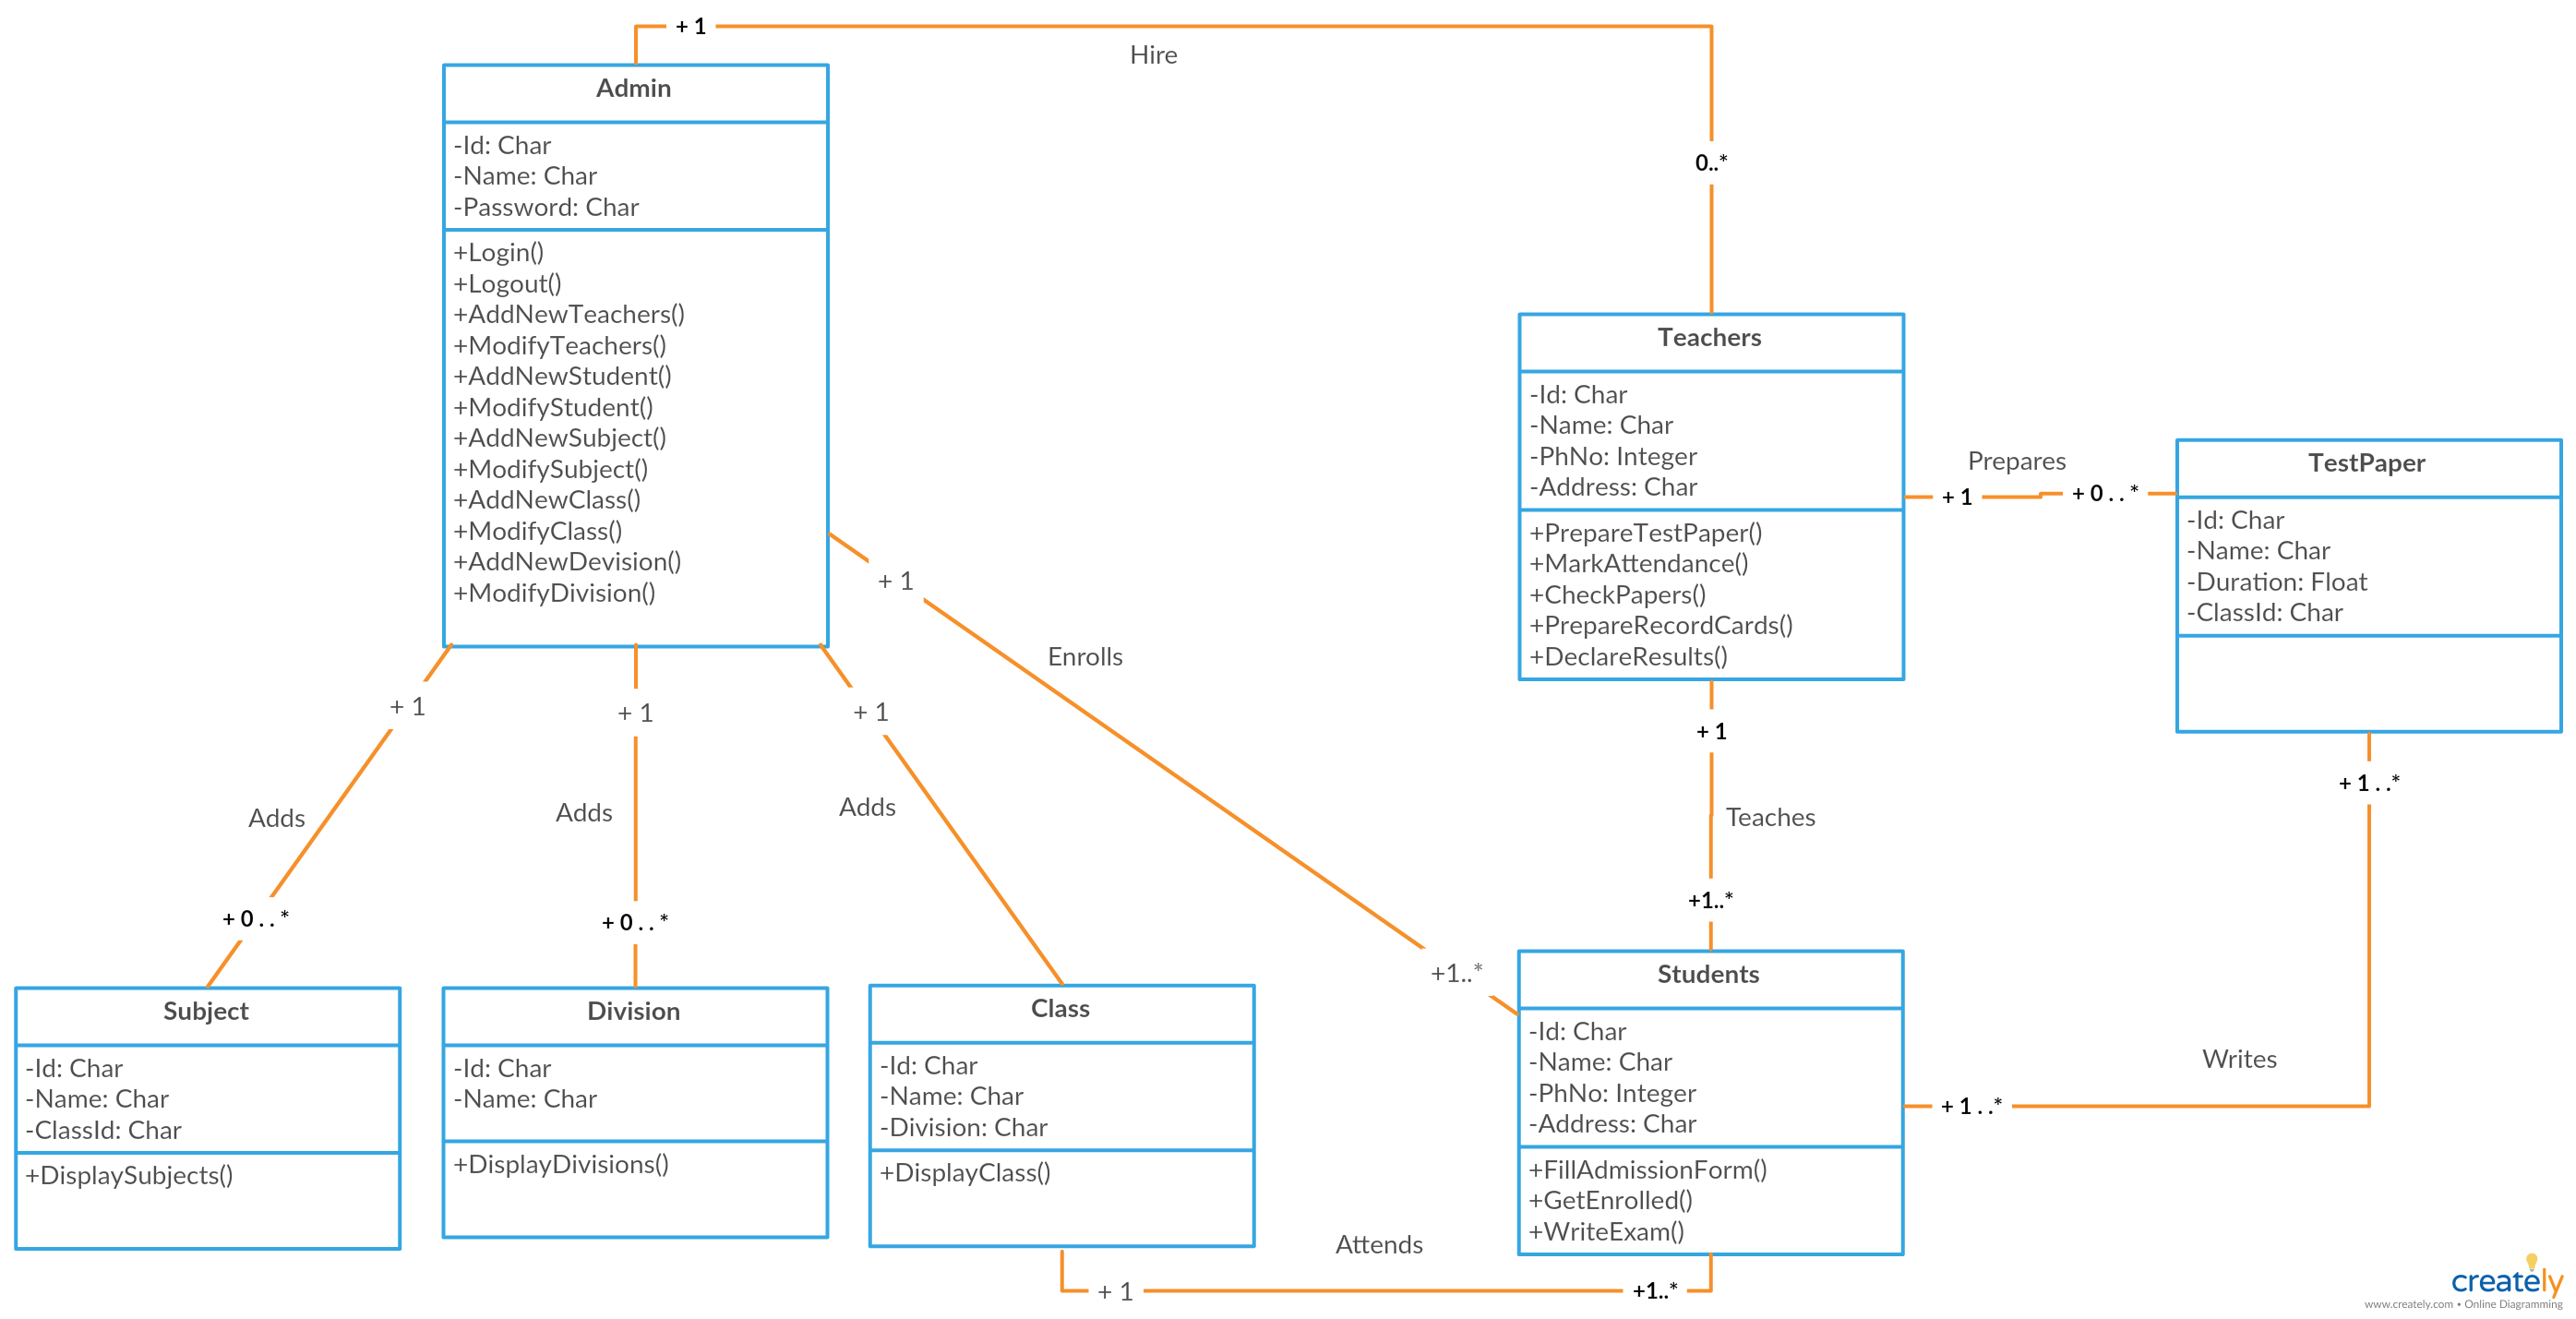 + 1
Hire
Admin
-Id: Char
-Name: Char
-Password: Char
+Login()
+Logout()
+AddNewTeachers()
+ModifyTeachers()
+AddNewStudent()
+ModifyStudent()
+AddNewSubject()
+ModifySubject()
+AddNewClass()
+ModifyClass()
+AddNewDevision()
+ModifyDivision()
0..*
Teachers
-Id: Char
-Name: Char
-PhNo: Integer
-Address: Char
+PrepareTestPaper()
+MarkAttendance()
+CheckPapers()
+PrepareRecordCards()
+DeclareResults()
Prepares
+ 1
+ 0 . . *
TestPaper
-Id: Char
-Name: Char
-Duration: Float
-ClassId: Char
+ 1
Enrolls
+1..*
+ 1
+ 1
+ 1
Adds
Adds
Adds
+ 0 . . *
+ 0 . . *
+ 1
Teaches
+1..*
+ 1 . . *
Writes
+ 1 . . *
Subject
-Id: Char
-Name: Char
-ClassId: Char
+DisplaySubjects()
Division
-Id: Char
-Name: Char
+DisplayDivisions()
Class
-Id: Char
-Name: Char
-Division: Char
+DisplayClass()
Students
-Id: Char
-Name: Char
-PhNo: Integer
-Address: Char
+FillAdmissionForm()
+GetEnrolled()
+WriteExam()
Attends
+ 1
+1..*
creately
www.creately.com • Online Diagramming